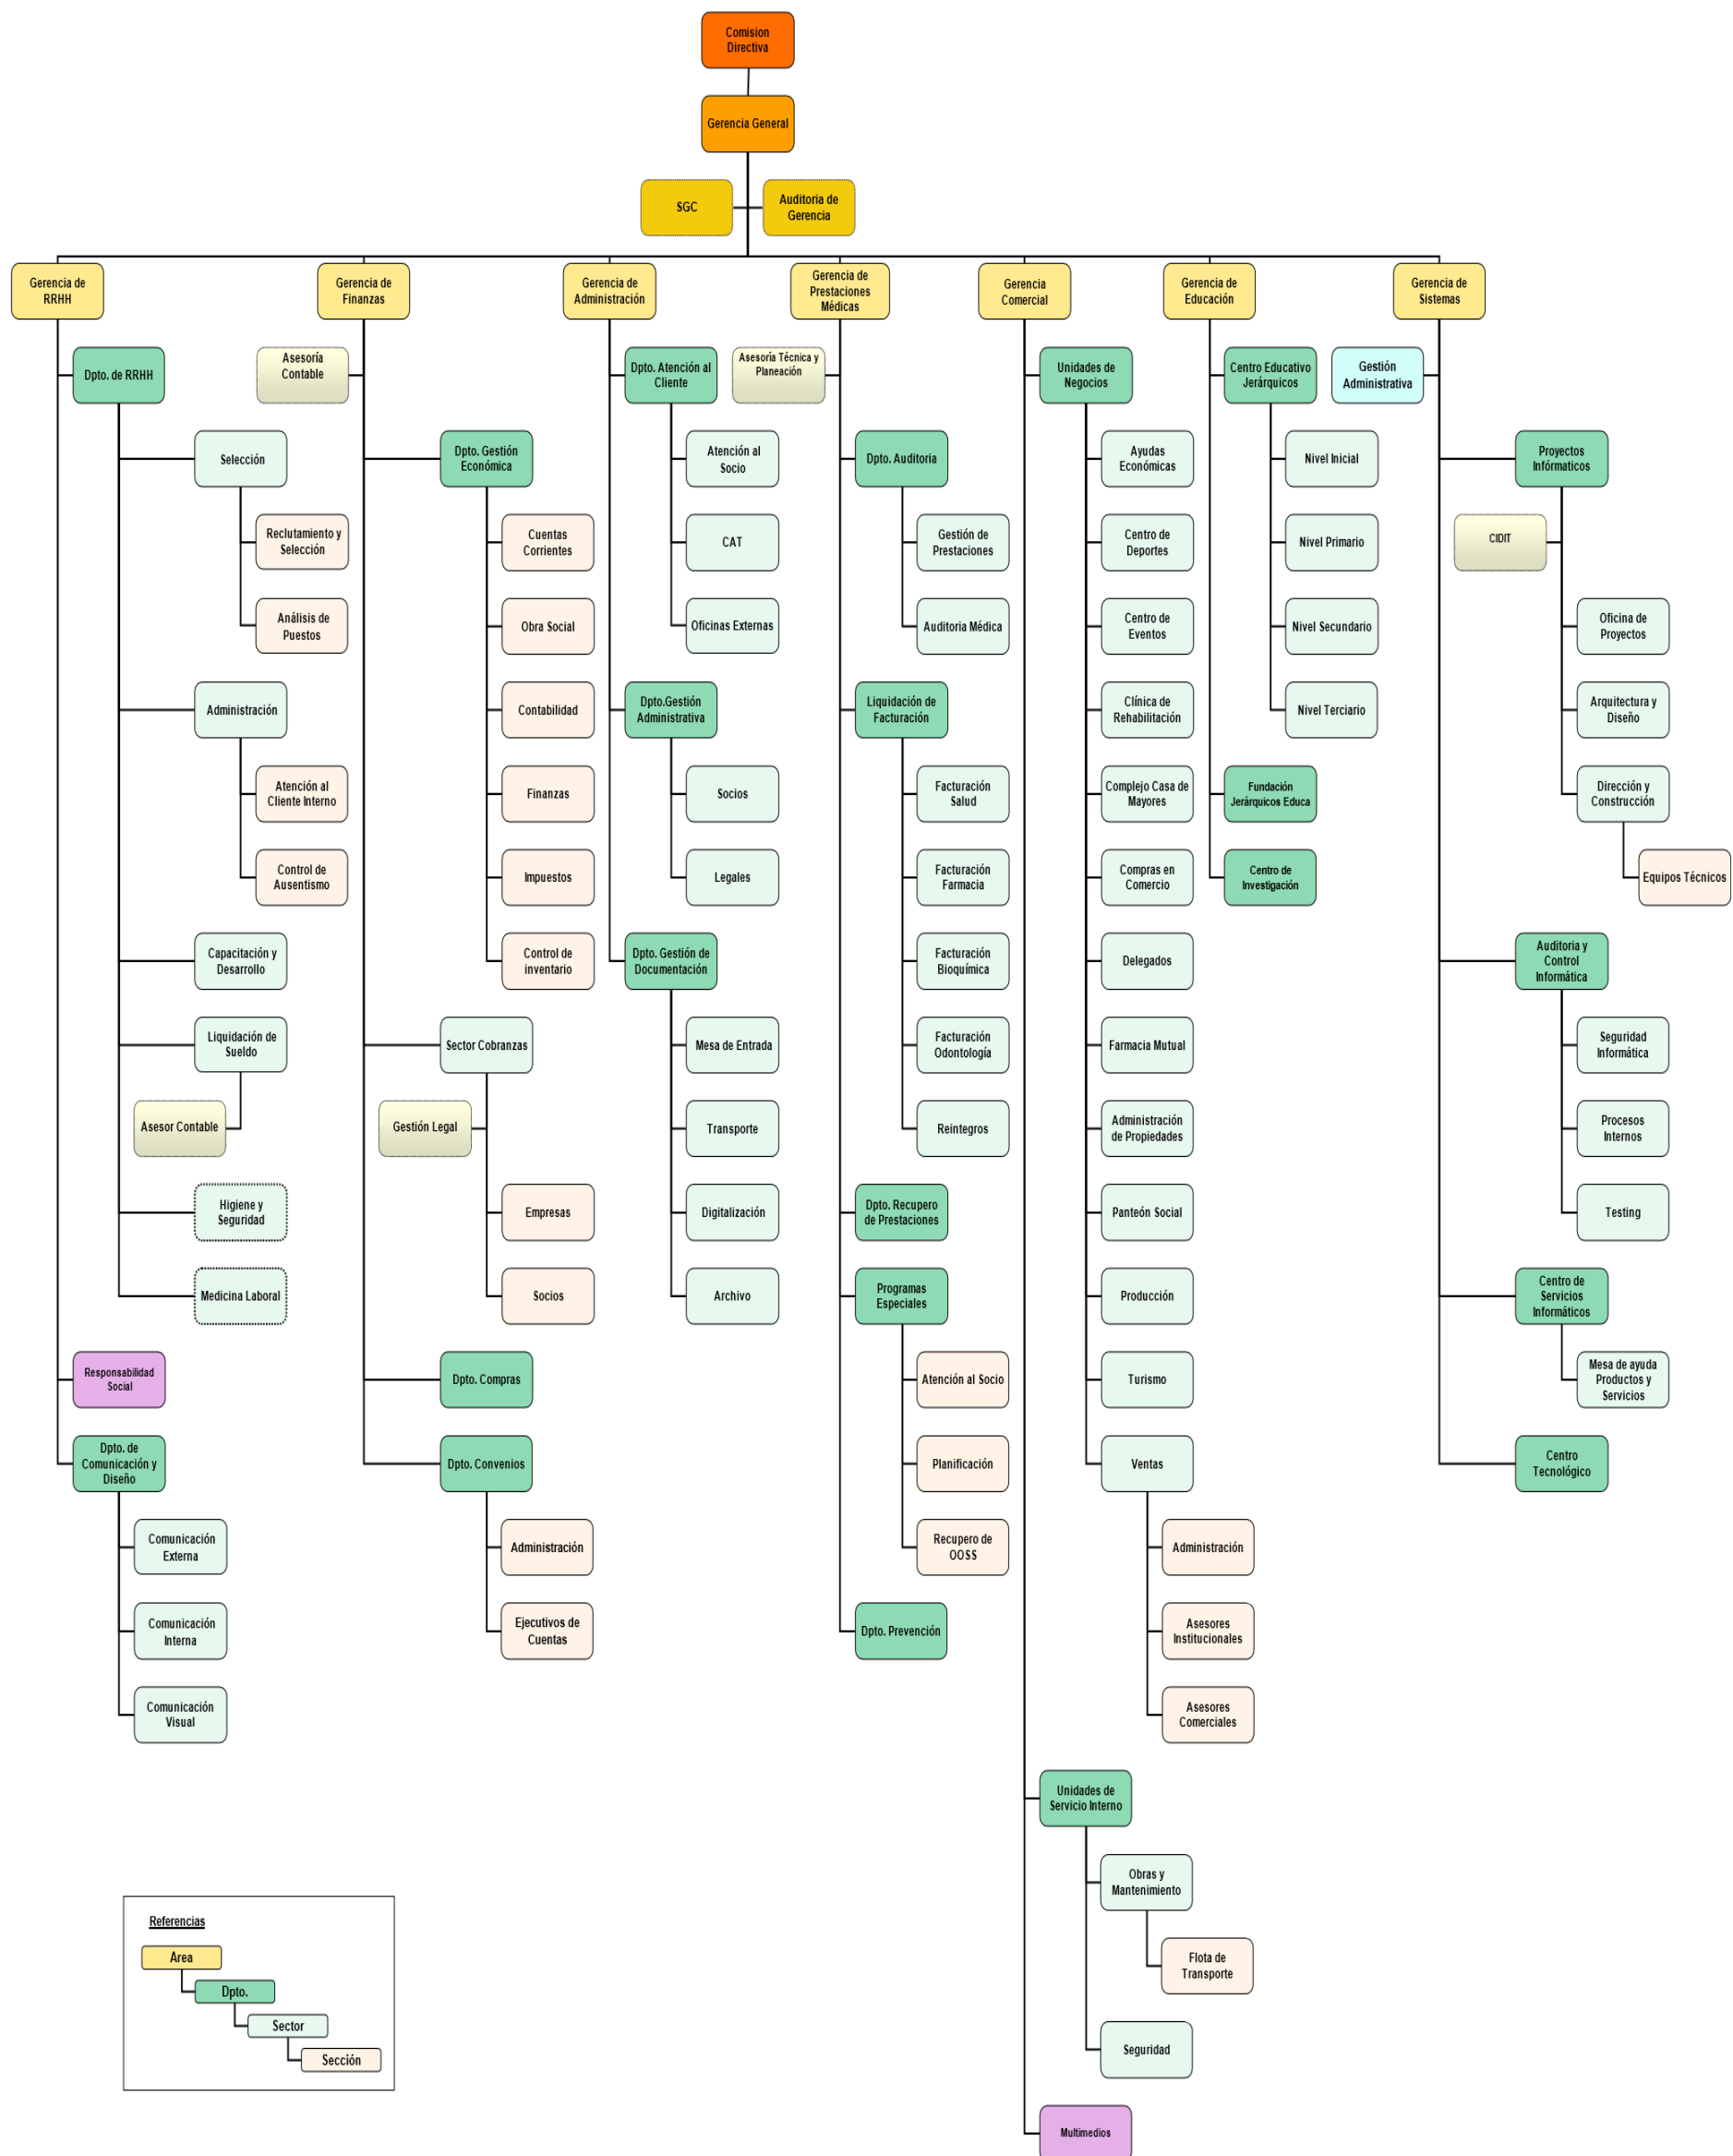 Comision
Directiva
Gerencia General
SGC
Auditoria de
Gerencia
Gerencia de
RRHH
Dpto. de RRHH
Selección
Reclutamiento y
Selección
Análisis de
Puestos
Administración
Atención al
Cliente Interno
Control de
Ausentismo
Capacitación y
Desarrollo
Liquidación de
Sueldo
Asesor Contable
Higiene y
Seguridad
Medicina Laboral
Responsabilidad
Social
Dpto. de
Comunicación y
Diseño
Comunicación
Externa
Comunicación
Interna
Comunicación
Visual
Gerencia de
Finanzas
Asesoría
Contable
Dpto. Gestión
Económica
Cuentas
Corrientes
Obra Social
Contabilidad
Finanzas
Impuestos
Control de
inventario
Sector Cobranzas
Gestión Legal
Empresas
Socios
Dpto. Compras
Dpto. Convenios
Administración
Ejecutivos de
Cuentas
Gerencia de
Administración
Dpto. Atención al
Cliente
Atención al
Socio
CAT
Oficinas Externas
Dpto.Gestión
Administrativa
Socios
Legales
Dpto. Gestión de
Documentación
Mesa de Entrada
Transporte
Digitalización
Archivo
Gerencia de
Prestaciones
Médicas
Asesoría Técnica y
Planeación
Dpto. Auditoria
Gestión de
Prestaciones
Auditoria Médica
Liquidación de
Facturación
Facturación
Salud
Facturación
Farmacia
Facturación
Bioquímica
Facturación
Odontología
Reintegros
Dpto. Recupero
de Prestaciones
Programas
Especiales
Atención al Socio
Planificación
Recupero de
OOSS
Dpto. Prevención
Gerencia
Comercial
Unidades de
Negocios
Ayudas
Económicas
Centro de
Deportes
Centro de
Eventos
Clínica de
Rehabilitación
Complejo Casa de
Mayores
Compras en
Comercio
Delegados
Farmacia Mutual
Administración
de Propiedades
Panteón Social
Producción
Turismo
Ventas
Administración
Asesores
Institucionales
Asesores
Comerciales
Unidades de
Servicio Interno
Obras y
Mantenimiento
Flota de
Transporte
Seguridad
Multimedios
Gerencia de
Educación
Centro Educativo
Jerárquicos
Nivel Inicial
Nivel Primario
Nivel Secundario
Nivel Terciario
Fundación
Jerárquicos Educa
Centro de
Investigación
Gerencia de
Sistemas
Gestión
Administrativa
Proyectos
Infórmaticos
CIDIT
Oficina de
Proyectos
Arquitectura y
Diseño
Dirección y
Construcción
Equipos Técnicos
Auditoria y
Control
Informática
Seguridad
Informática
Procesos
Internos
Testing
Centro de
Servicios
Informáticos
Mesa de ayuda
Productos y
Servicios
Centro
Tecnológico
Referencias
Area
Dpto.
Sector
Sección